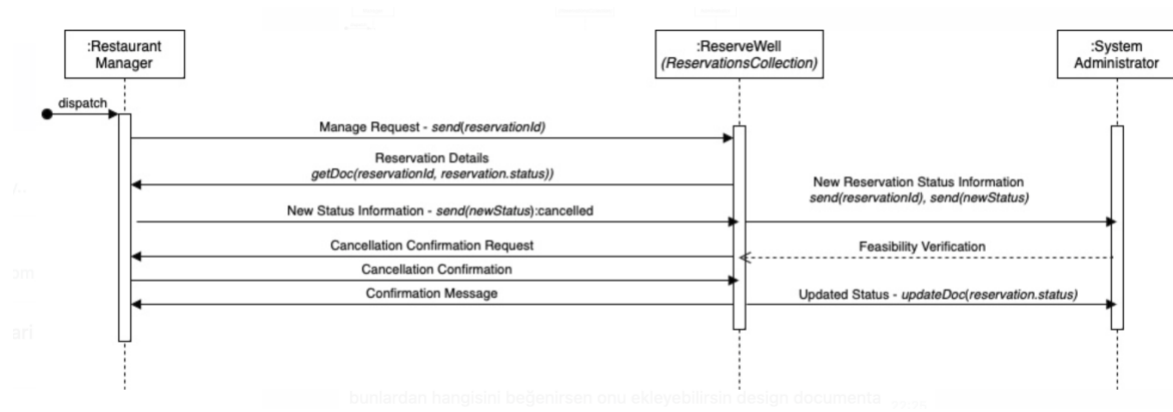 :Restaurant
Manager
:ReserveWell
(ReservationsCollection)
:System
Administrator
dispatch
Manage Request - send(reservationId)
Reservation Details
getDoc(reservationId, reservation.status))
New Reservation Status Information
send(reservationId), send(newStatus)
New Status Information - send(newStatus):cancelled
Cancellation Confirmation Request
Feasibility Verification
Cancellation Confirmation
Confirmation Message
Updated Status - updateDoc(reservation.status)
bunlardan hangisini beğenirsen onu ekleyebilirsin design documenta